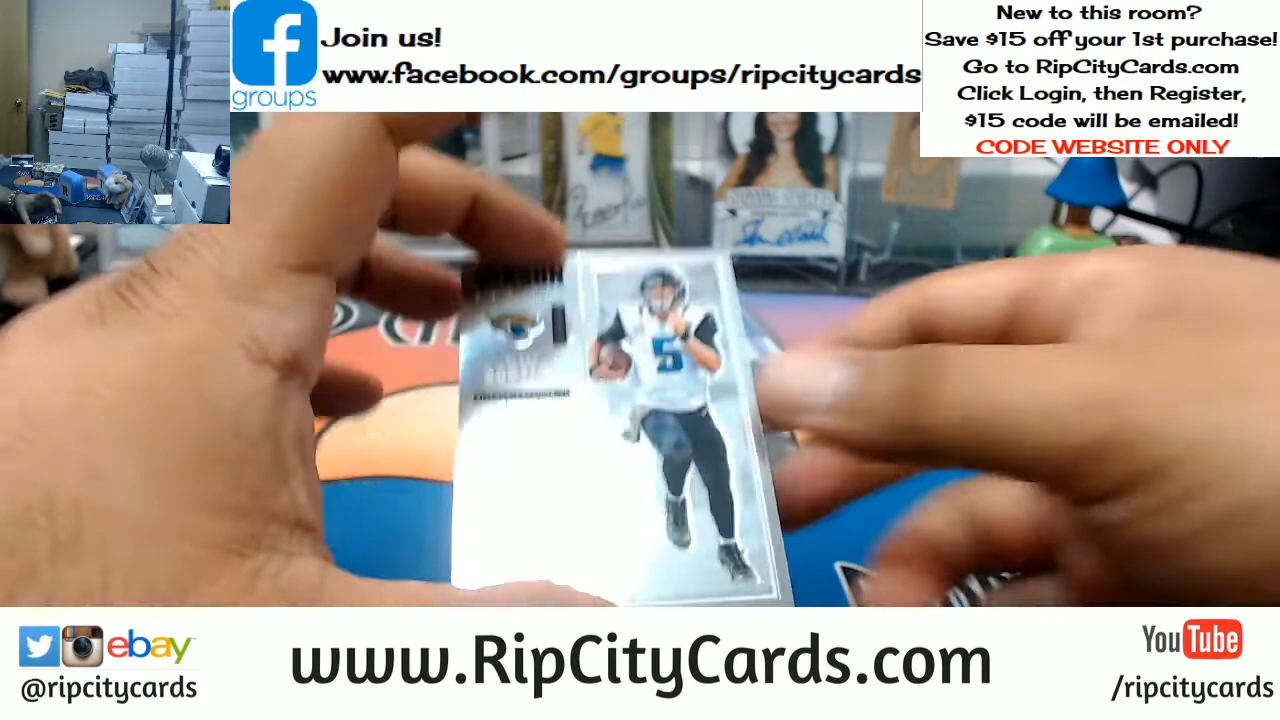 Join us!
www.facebook.com/groups/ripcitycards
groups
New to this room?
Save $15 off your 1st purchase!
Go to RipCityCards.com
Click Login, then Register,
$15 code will be emailed!
CODE WEBSITE ONLY
5
ebay
@ripcitycards
www.RipCityCards.com
YouTube
/ripcitycards